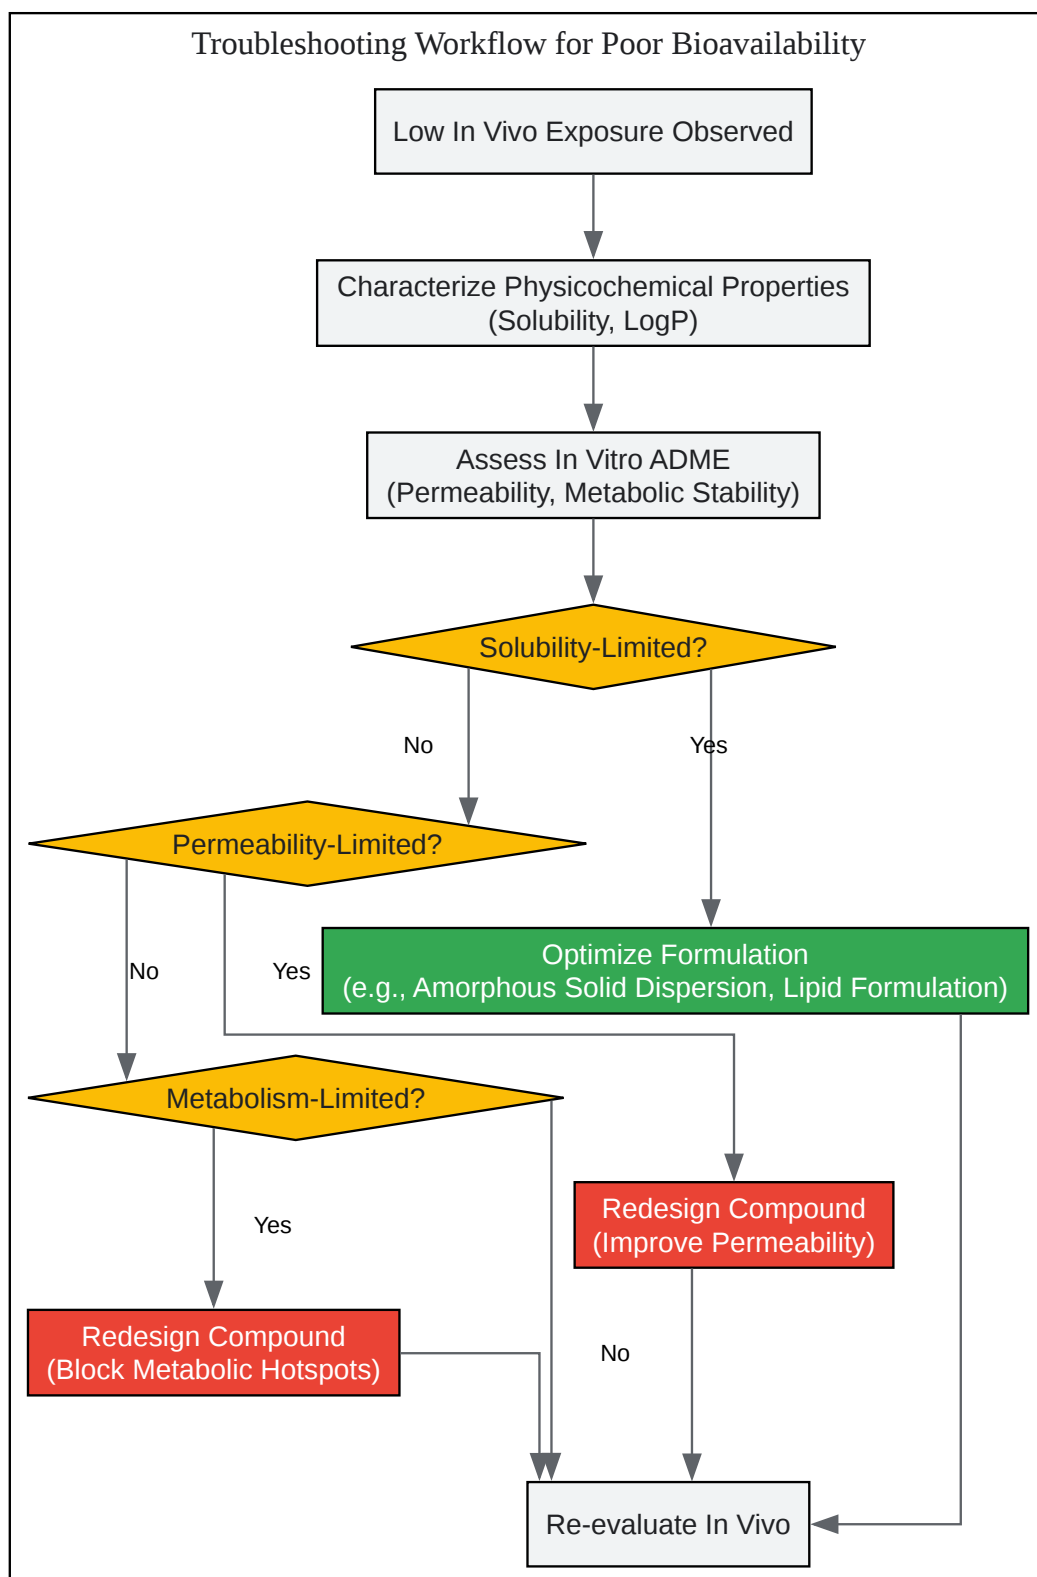 Troubleshooting Workflow for Poor Bioavailability
Low In Vivo Exposure Observed
Characterize Physicochemical Properties
(Solubility, LogP)
Assess In Vitro ADME
(Permeability, Metabolic Stability)
Solubility-Limited?
No
Yes
Permeability-Limited?
Optimize Formulation
(e.g., Amorphous Solid Dispersion, Lipid Formulation)
No
Yes
Metabolism-Limited?
Redesign Compound
(Improve Permeability)
Yes
Redesign Compound
(Block Metabolic Hotspots)
No
Re-evaluate In Vivo